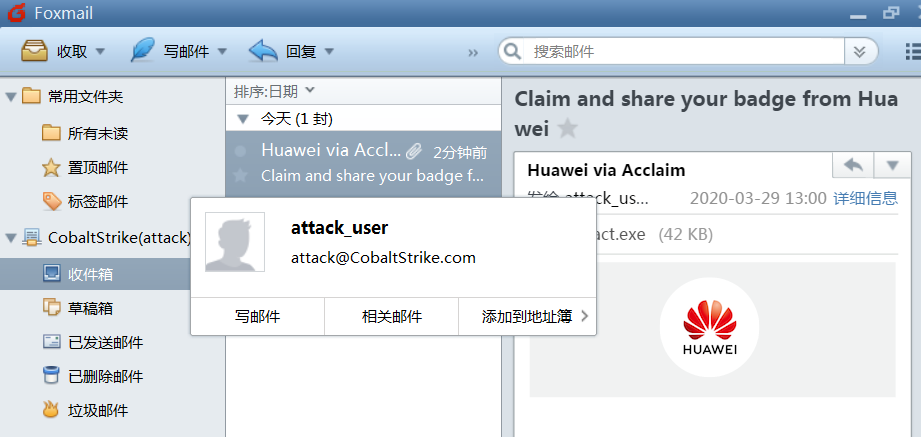 Foxmail
收取
写邮件
回复
»
搜索邮件
常用文件夹
所有未读
置顶邮件
标签邮件
CobaltStrike(attack)
收件箱
草稿箱
已发送邮件
已删除邮件
垃圾邮件
排序:日期
今天 (1 封)
Huawei via Accl... 2分钟前
Claim and share your badge f...
attack_user
attack@CobaltStrike.com
写邮件
相关邮件
添加到地址簿
Claim and share your badge from Hua
wei
Huawei via Acclaim
发给 attack_us... 2020-03-29 13:00 详细信息
act.exe (42 KB)
HUAWEI